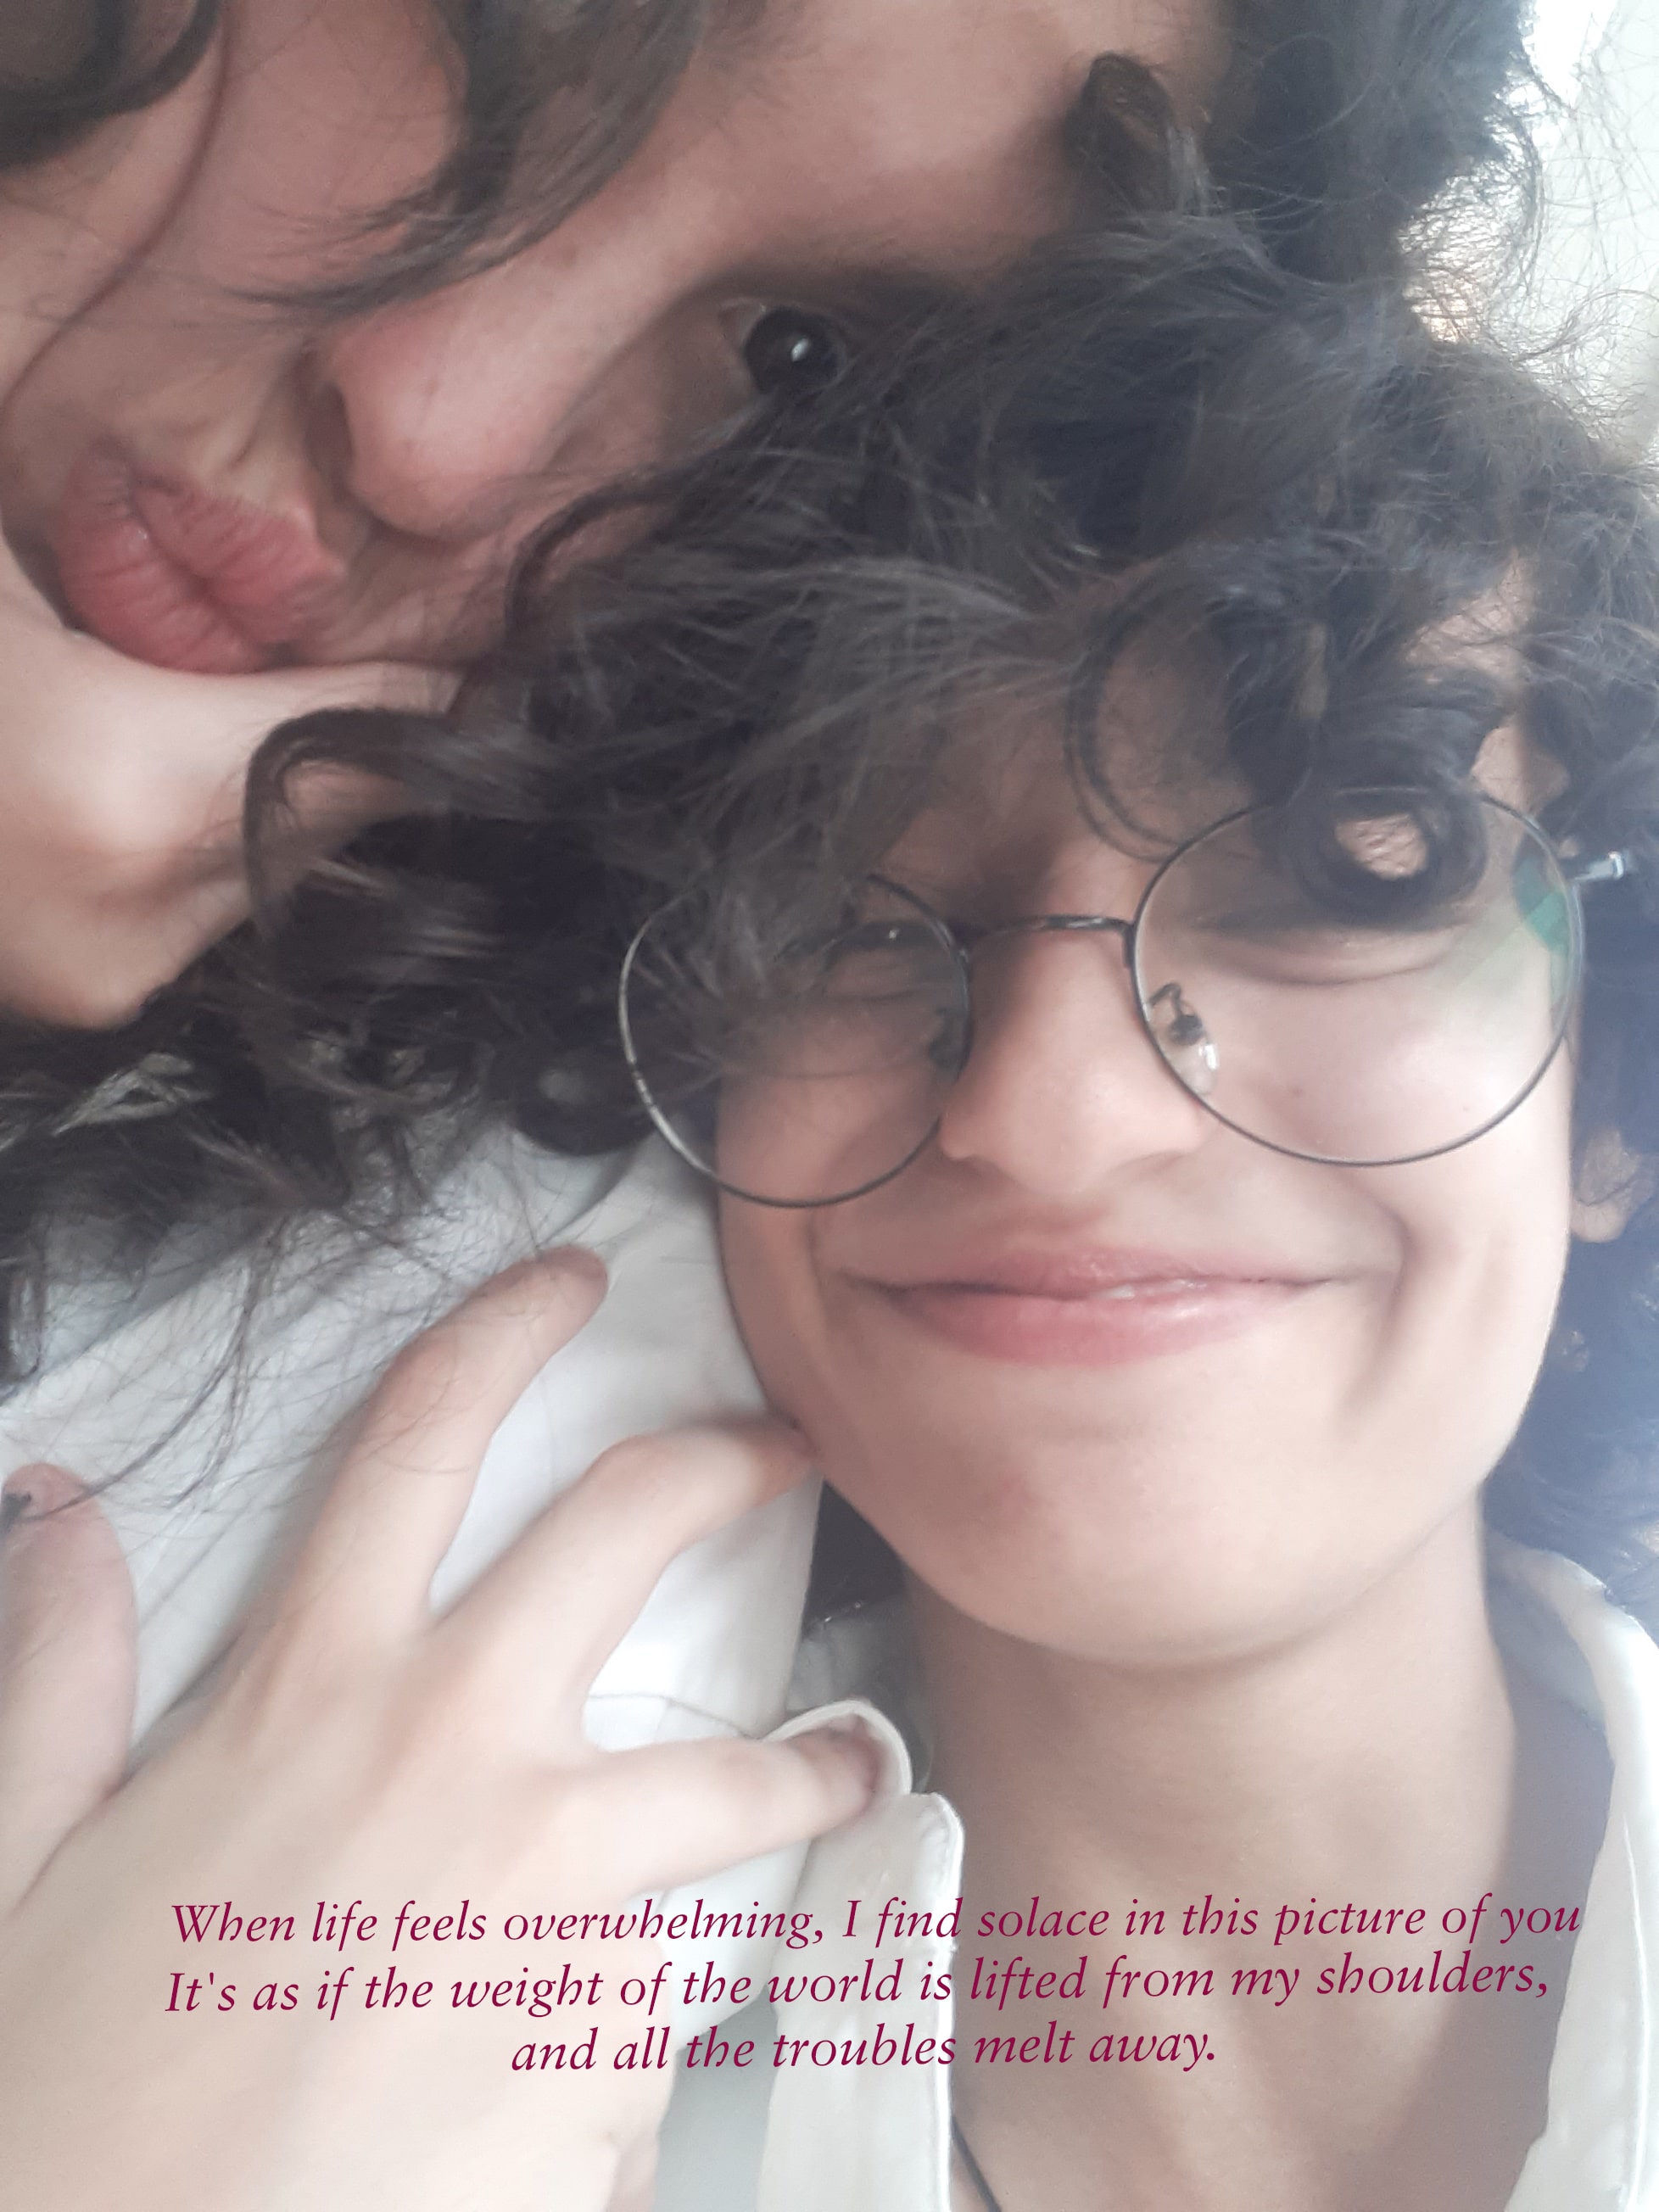 When life feels overwhelming, I find solace in this picture of you
It's as if the weight of the world is lifted from my shoulders,
and all the troubles melt away.